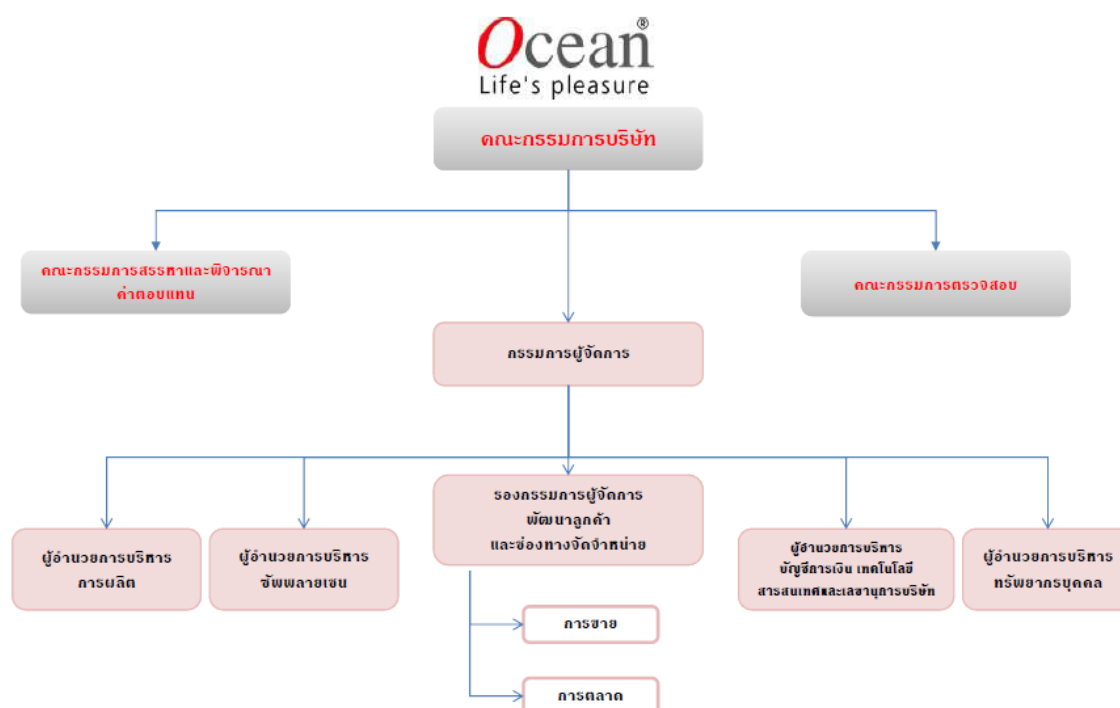 Ocean®
Life's pleasure
คณะกรรมการบริษัท
คณะกรรมการสรรหาและพิจารณา
ค่าตอบแทน
คณะกรรมการตรวจสอบ
กรรมการผู้จัดการ
รองกรรมการผู้จัดการ
พัฒนาลูกค้า
และช่องทางจัดจำหน่าย
ผู้อำนวยการบริหาร
การผลิต
ผู้อำนวยการบริหาร
ซัพพลายเชน
ผู้อำนวยการบริหาร
บัญชีการเงิน เทคโนโลยี
สารสนเทศและเลขานุการบริษัท
ผู้อำนวยการบริหาร
ทรัพยากรบุคคล
การขาย
การตลาด